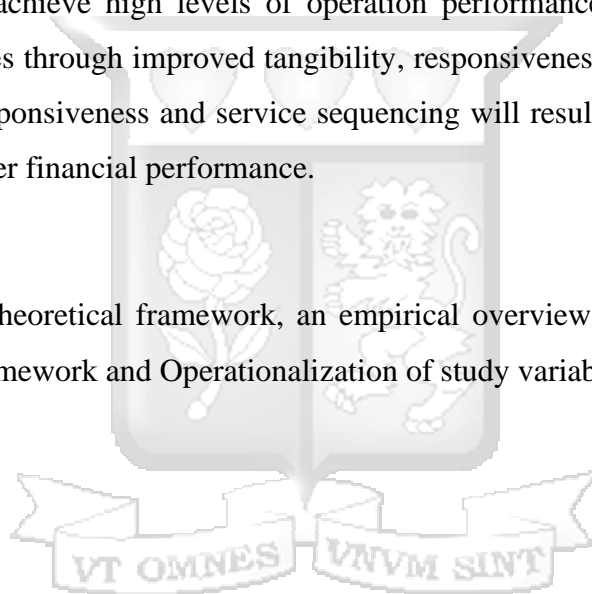 achieve high levels of operation performance
es through improved tangibility, responsivenes
ponsiveness and service sequencing will resul
er financial performance.
heoretical framework, an empirical overview
mework and Operationalization of study variab
VT OMNES VNVM SINT